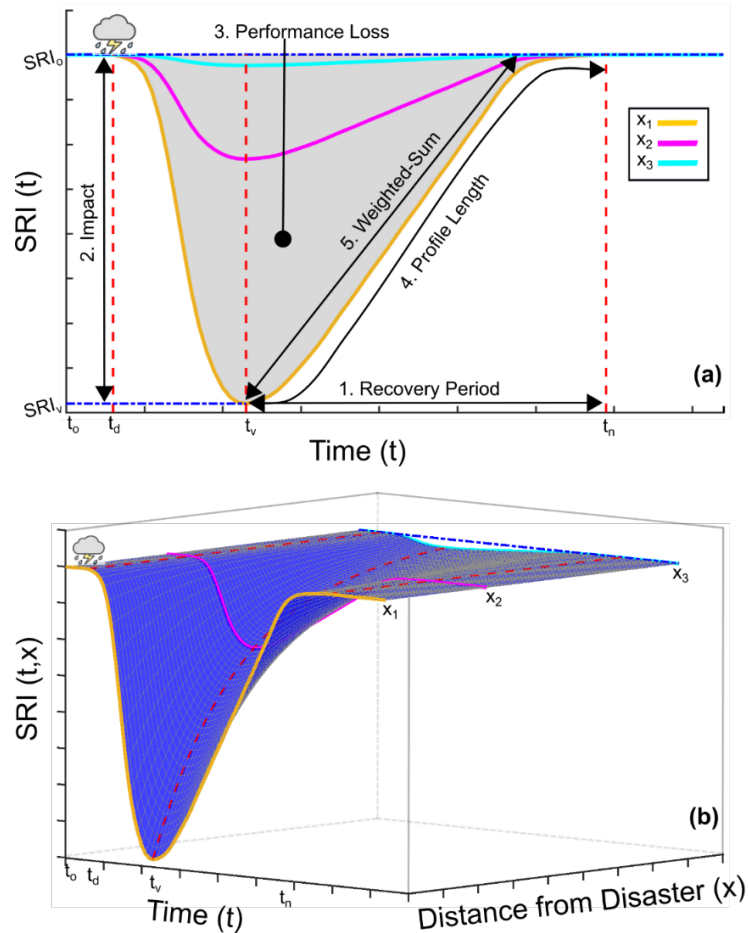 3. Performance Loss
SRIo
x1
x2
x3
SRI (t)
2. Impact
5. Weighted-Sum
4. Profile Length
(a)
1. Recovery Period
SRIv
to td tv tn
Time (t)
x3
x2
x1
SRI (t,x)
(b)
to td tv tn
Time (t)
Distance from Disaster (x)